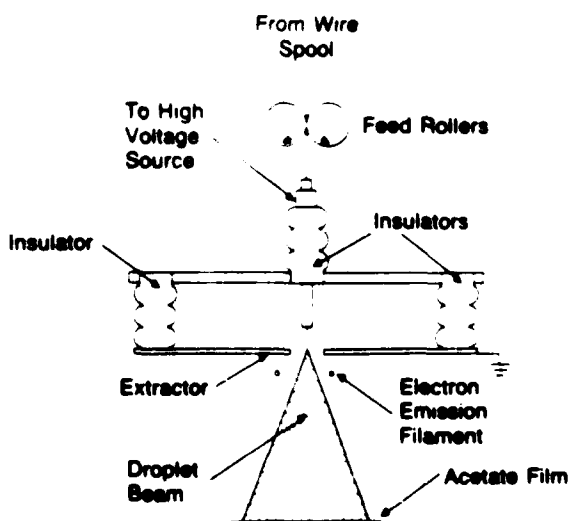 From Wire
Spool
To High
Voltage
Source
Feed Rollers
Insulator
Insulators
Extractor
Electron
Emission
Filament
Droplet
Beam
Acetate Film